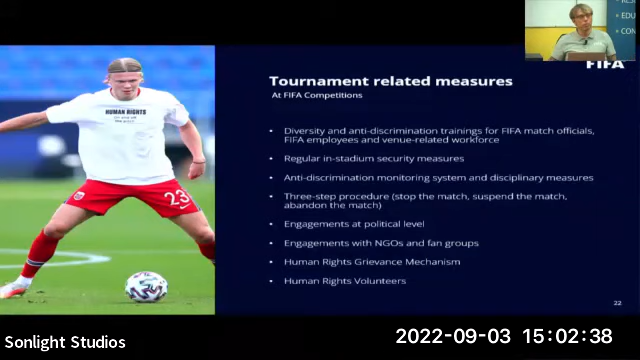 FIFA
Tournament related measures
At FIFA Competitions
HUMAN RIGHTS
• Diversity and anti-discrimination trainings for FIFA match officials,
FIFA employees and venue-related workforce
• Regular in-stadium security measures
• Anti-discrimination monitoring system and disciplinary measures
• Three-step procedure (stop the match, suspend the match,
abandon the match)
• Engagements at political level
• Engagements with NGOs and fan groups
• Human Rights Grievance Mechanism
• Human Rights Volunteers
23
22
Sonlight Studios
2022-09-03 15:02:38